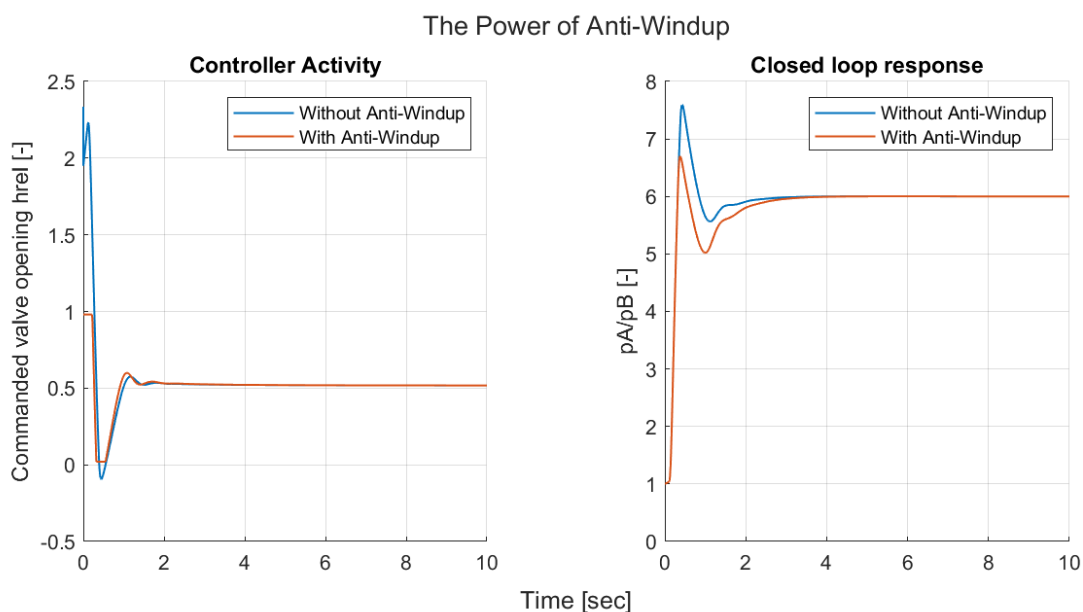 The Power of Anti-Windup
Controller Activity
Commanded valve opening hrel [-]
2.5
2
1.5
1
0.5
0
-0.5
0
2
4
6
8
10
Without Anti-Windup
With Anti-Windup
Closed loop response
pA/pB [-]
8
7
6
5
4
3
2
1
0
0
2
4
6
8
10
Without Anti-Windup
With Anti-Windup
Time [sec]